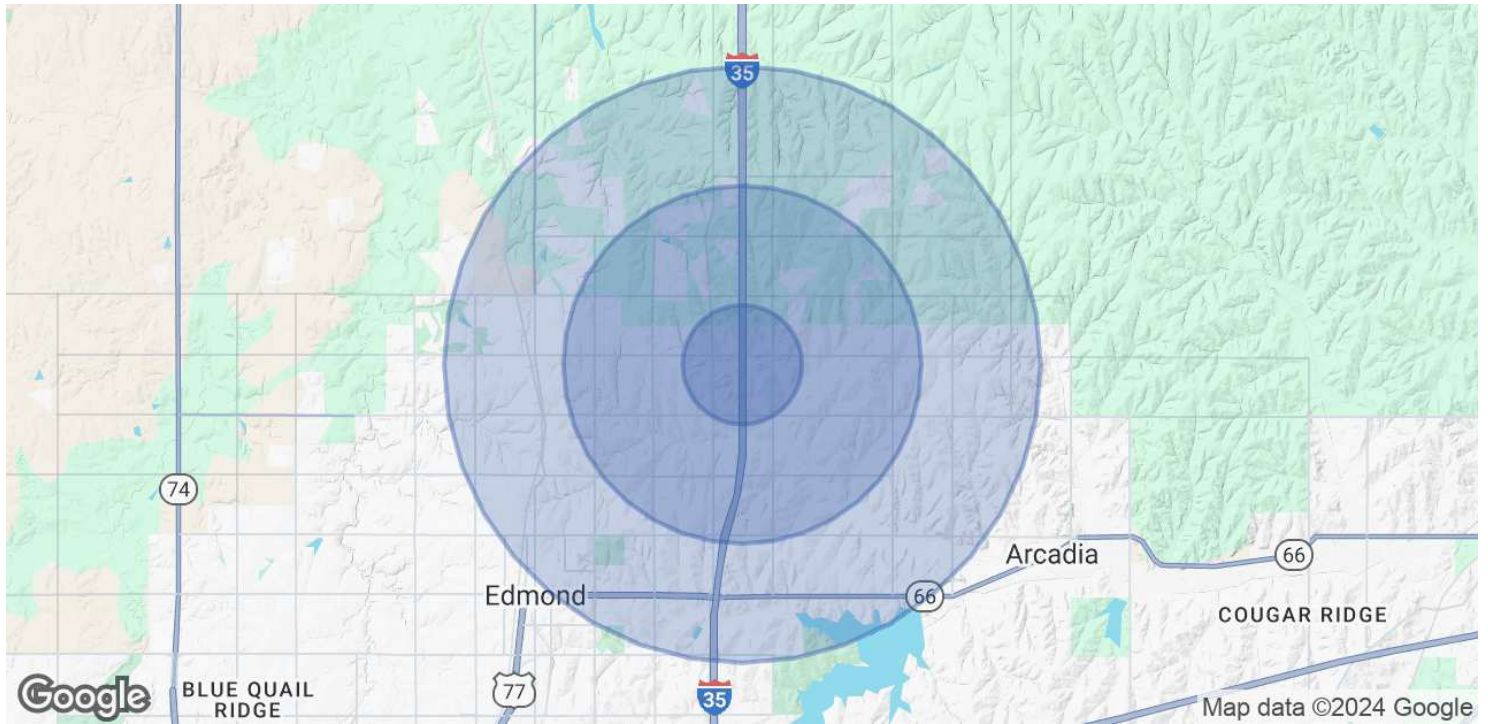 35
74
Arcadia
66
Edmond
66
COUGAR RIDGE
BLUE QUAIL
RIDGE
77
35
Google
Map data ©2024 Google